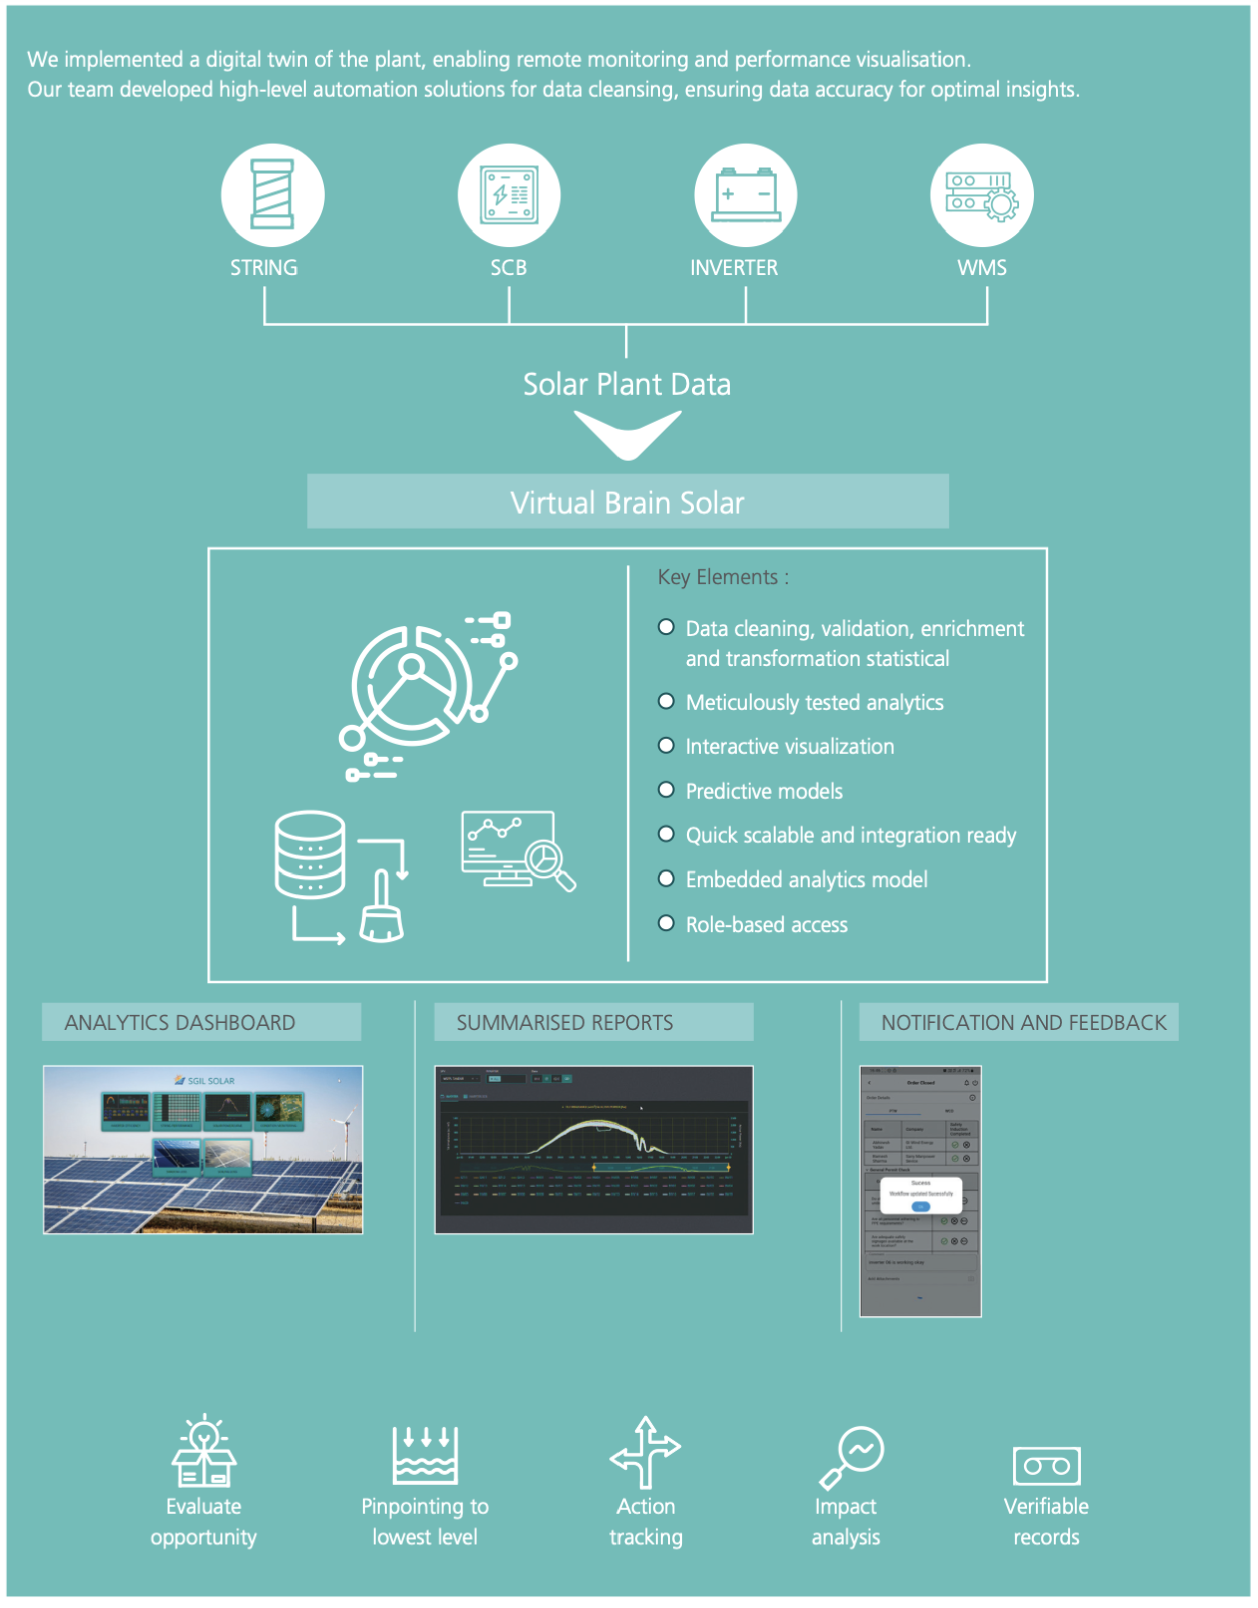 We implemented a digital twin of the plant, enabling remote monitoring and performance visualisation.
Our team developed high-level automation solutions for data cleansing, ensuring data accuracy for optimal insights.
STRING
SCB
INVERTER
WMS
Solar Plant Data
Virtual Brain Solar
Key Elements :
Data cleaning, validation, enrichment
and transformation statistical
Meticulously tested analytics
Interactive visualization
Predictive models
Quick scalable and integration ready
Embedded analytics model
Role-based access
ANALYTICS DASHBOARD
SUMMARISED REPORTS
NOTIFICATION AND FEEDBACK
SGIL SOLAR
Order Closed
Order Details
Name
Company
Success
Workflow updated Successfully
Evaluate
opportunity
Pinpointing to
lowest level
Action
tracking
Impact
analysis
Verifiable
records